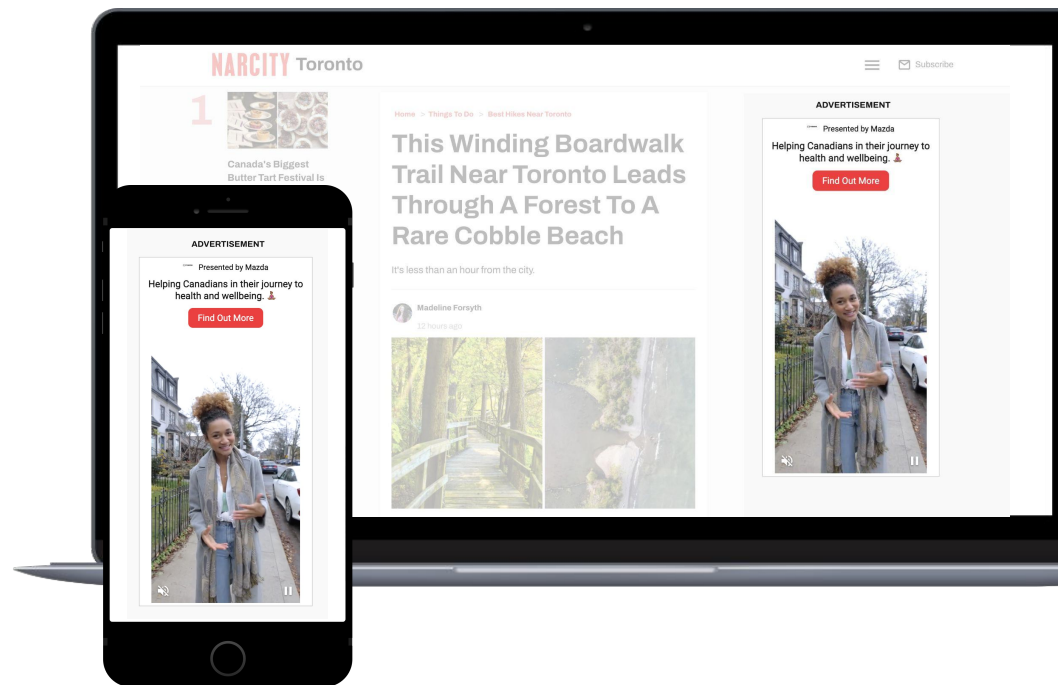 NARCITY Toronto
Subscribe
1
Canada's Biggest
Butter Tart Festival Is
Home > Things To Do > Best Hikes Near Toronto
This Winding Boardwalk
Trail Near Toronto Leads
Through A Forest To A
Rare Cobble Beach
It's less than an hour from the city.
Madeline Forsyth
12 hours ago
ADVERTISEMENT
Presented by Mazda
Helping Canadians in their journey to
health and wellbeing.
Find Out More
ADVERTISEMENT
Presented by Mazda
Helping Canadians in their journey to
health and wellbeing.
Find Out More